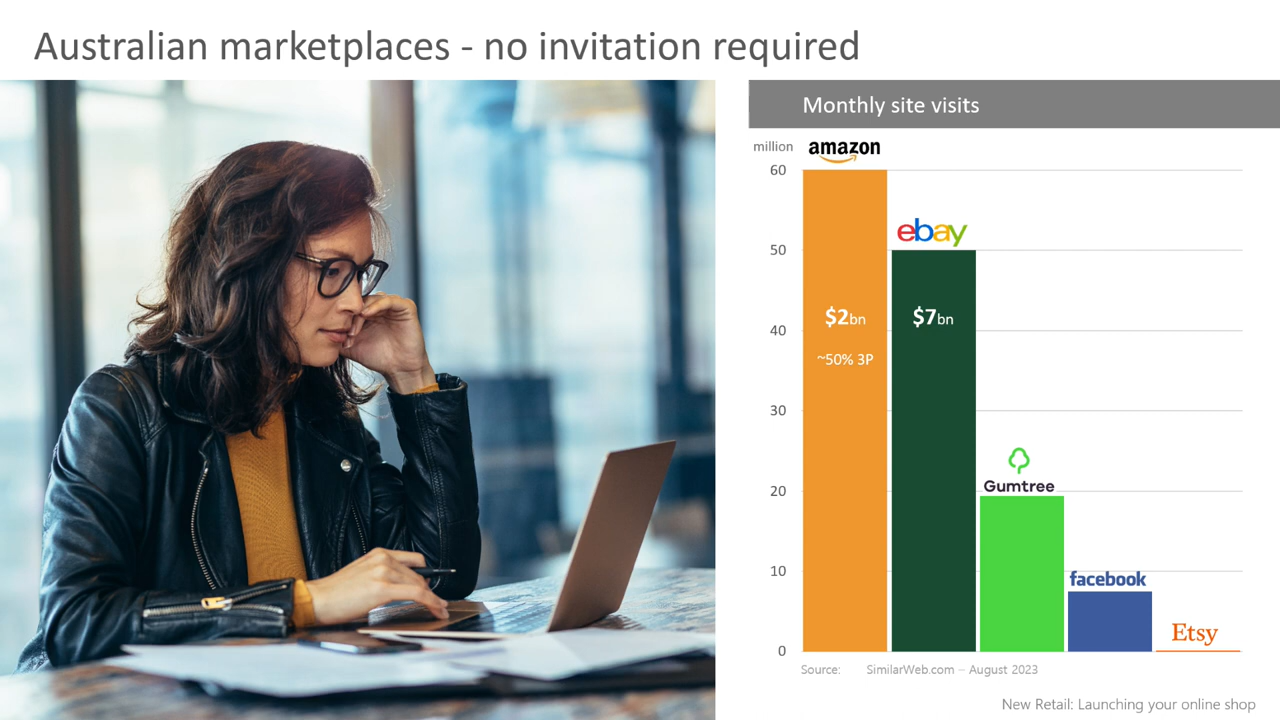 Australian marketplaces - no invitation required
Monthly site visits
million
amazon
60
ebay
50
$2bn
$7bn
40
~50% 3P
30
Gumtree
20
10
facebook
Etsy
0
Source: SimilarWeb.com – August 2023
New Retail: Launching your online shop